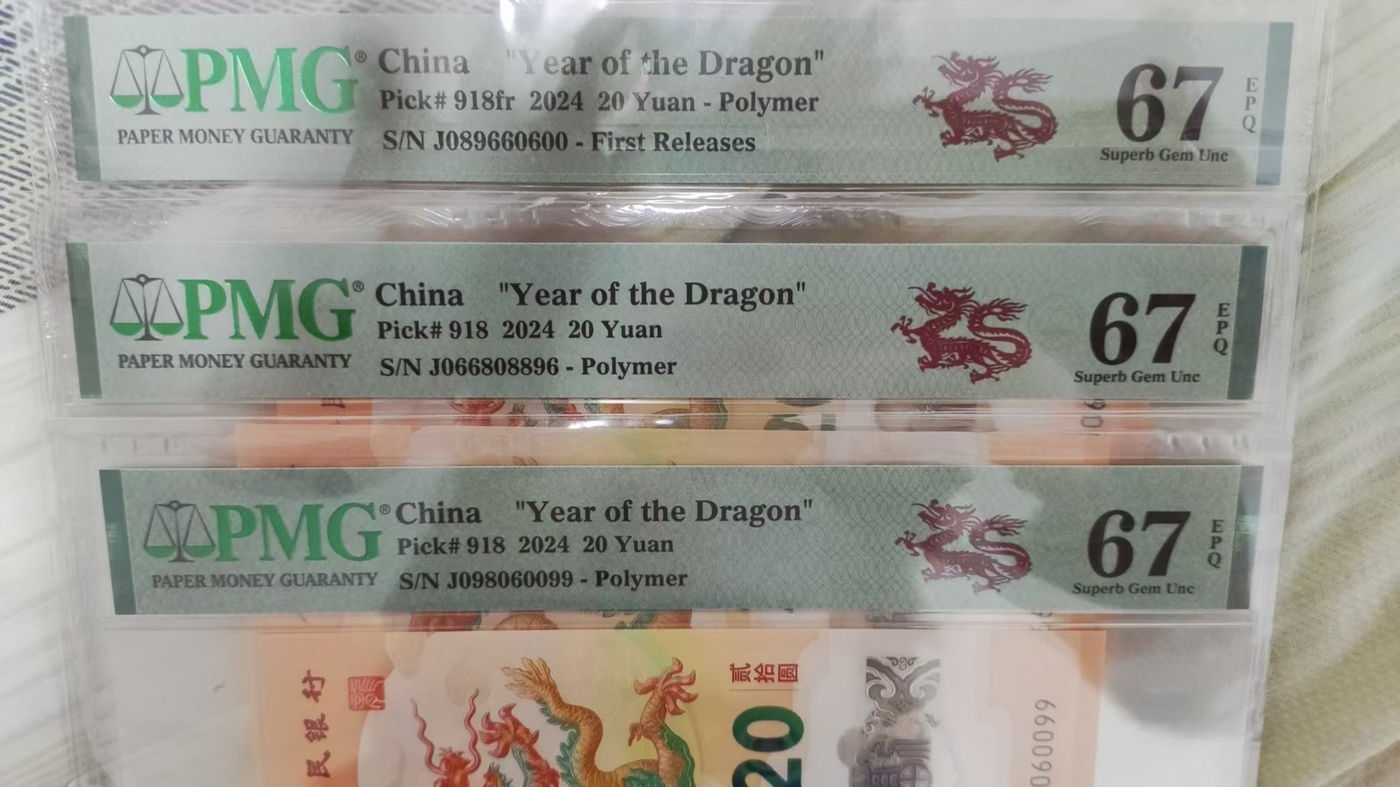 PMG®
PAPER MONEY GUARANTY
China "Year of the Dragon"
Pick# 918fr 2024 20 Yuan - Polymer
S/N J089660600 - First Releases
67
EPQ
Superb Gem Unc
PMG®
PAPER MONEY GUARANTY
China "Year of the Dragon"
Pick# 918 2024 20 Yuan
S/N J066808896 - Polymer
67
EPQ
Superb Gem Unc
PMG®
PAPER MONEY GUARANTY
China "Year of the Dragon"
Pick# 918 2024 20 Yuan
S/N J098060099 - Polymer
67
EPQ
Superb Gem Unc
民银行
贰拾圆
20
060099